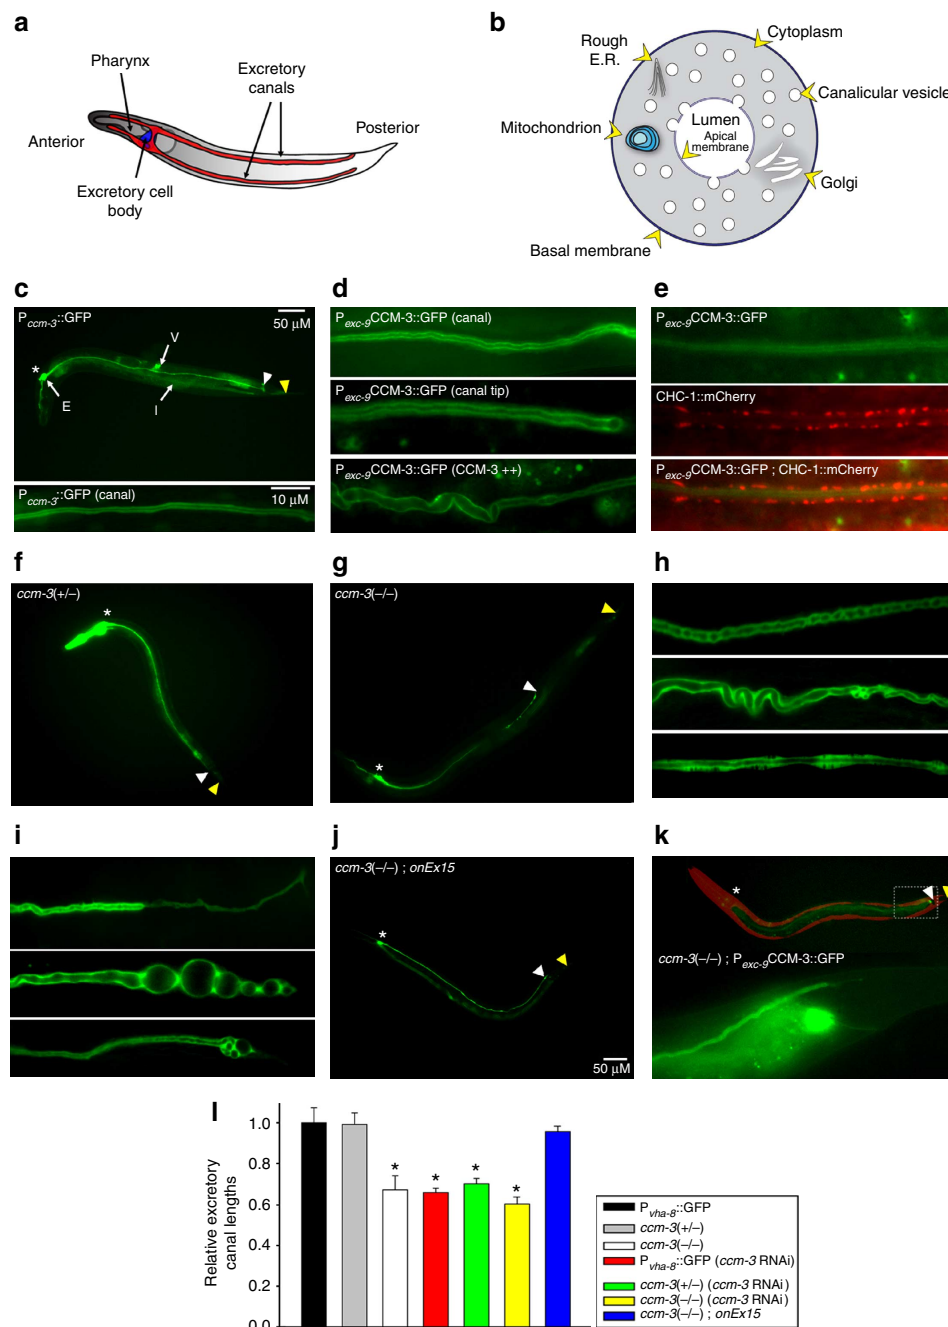 a
Pharynx
Excretory
canals
Anterior
Posterior
Excretory cell
body
b
Rough
E.R.
Cytoplasm
Canalicular vesicle
Lumen
Apical
membrane
Mitochondrion
Golgi
Basal membrane
c
Pccm-3::GFP
50 µM
V
*
E
I
Pccm-3::GFP (canal)
10 µM
d
Pexc-9CCM-3::GFP (canal)
Pexc-9CCM-3::GFP (canal tip)
Pexc-9CCM-3::GFP (CCM-3 ++)
e
Pexc-9CCM-3::GFP
CHC-1::mCherry
Pexc-9CCM-3::GFP ; CHC-1::mCherry
f
ccm-3(+/–)
*
g
ccm-3(–/–)
*
h
i
j
ccm-3(–/–) ; onEx15
*
50 µM
k
*
ccm-3(–/–) ; Pexc-9CCM-3::GFP
l
Relative excretory
canal lengths
1.0
0.8
0.6
0.4
0.2
0.0
* * * *
Pvha-8::GFP
ccm-3(+/–)
ccm-3(–/–)
Pvha-8::GFP (ccm-3 RNAi)
ccm-3(+/–) (ccm-3 RNAi)
ccm-3(–/–) (ccm-3 RNAi)
ccm-3(–/–) ; onEx15